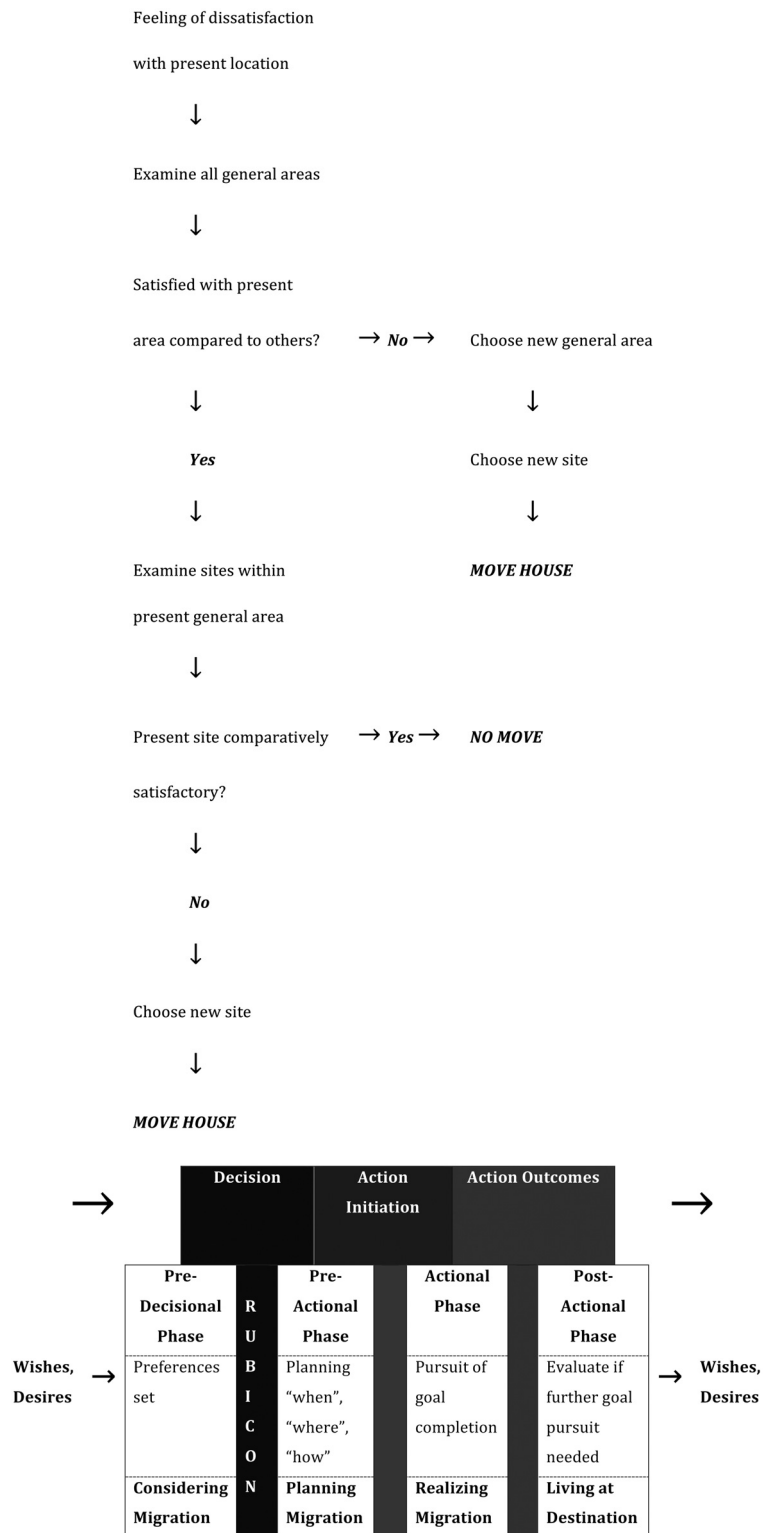 Feeling of dissatisfaction
with present location
↓
Examine all general areas
↓
Satisfied with present
area compared to others? → No → Choose new general area
↓ ↓
Yes Choose new site
↓ ↓
Examine sites within MOVE HOUSE
present general area
↓
Present site comparatively → Yes → NO MOVE
satisfactory?
↓
No
↓
Choose new site
↓
MOVE HOUSE
Decision
Action
Initiation
Action Outcomes
→ →
Wishes,
Desires
→
Pre-
Decisional
Phase
Preferences
set
Considering
Migration
R
U
B
I
C
O
N
Pre-
Actional
Phase
Planning
“when”,
“where”,
“how”
Planning
Migration
Actional
Phase
Pursuit of
goal
completion
Realizing
Migration
Post-
Actional
Phase
Evaluate if
further goal
pursuit
needed
Living at
Destination
→
Wishes,
Desires